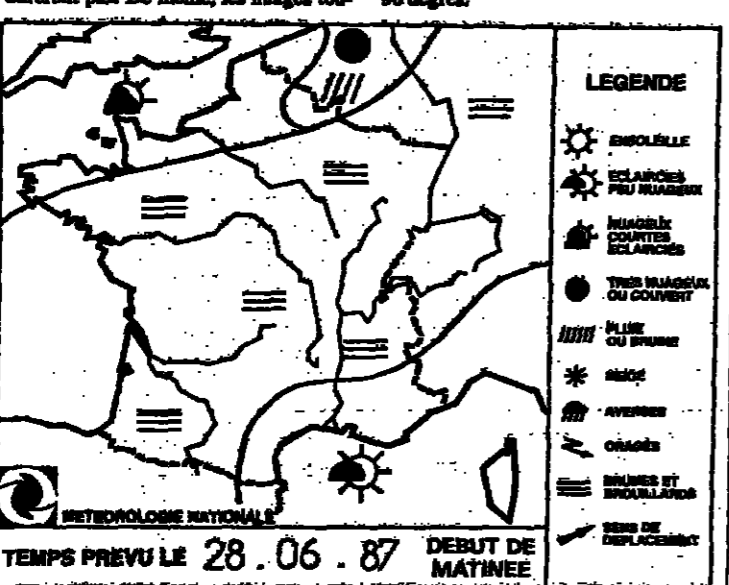 LEGENDE
ENSOLEILLE
ECLAIRCIES
PEU NUAGEUX
NUAGEUX
COURTES
ECLAIRCIES
TRES NUAGEUX
OU COUVERT
PLUIE
OU BRUINE
NEIGE
AVERSES
ORAGES
BRUMES ET
BROUILLARDS
SENS DE
DEPLACEMENT
METEOROLOGIE NATIONALE
TEMPS PREVU LE 28.06.87 DEBUT DE
MATINEE